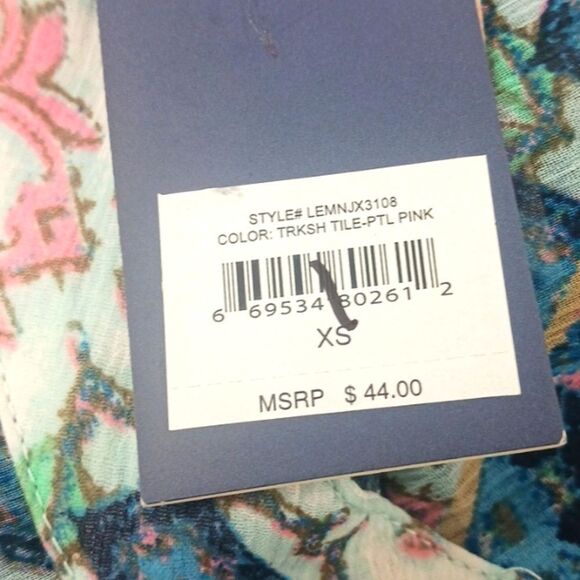 STYLE# LEMNJX3108
COLOR: TRKSH TILE-PTL PINK
6 69534 80261 2
XS
MSRP $ 44.00